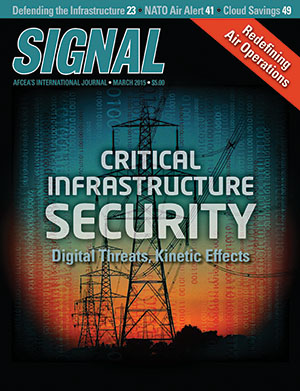 Defending the Infrastructure 23 • NATO Air Alert 41 • Cloud Savings 49
SIGNAL
Redefining
Air Operations
AFCEA'S INTERNATIONAL JOURNAL • MARCH 2015 • $5.00
CRITICAL
INFRASTRUCTURE
SECURITY
Digital Threats, Kinetic Effects